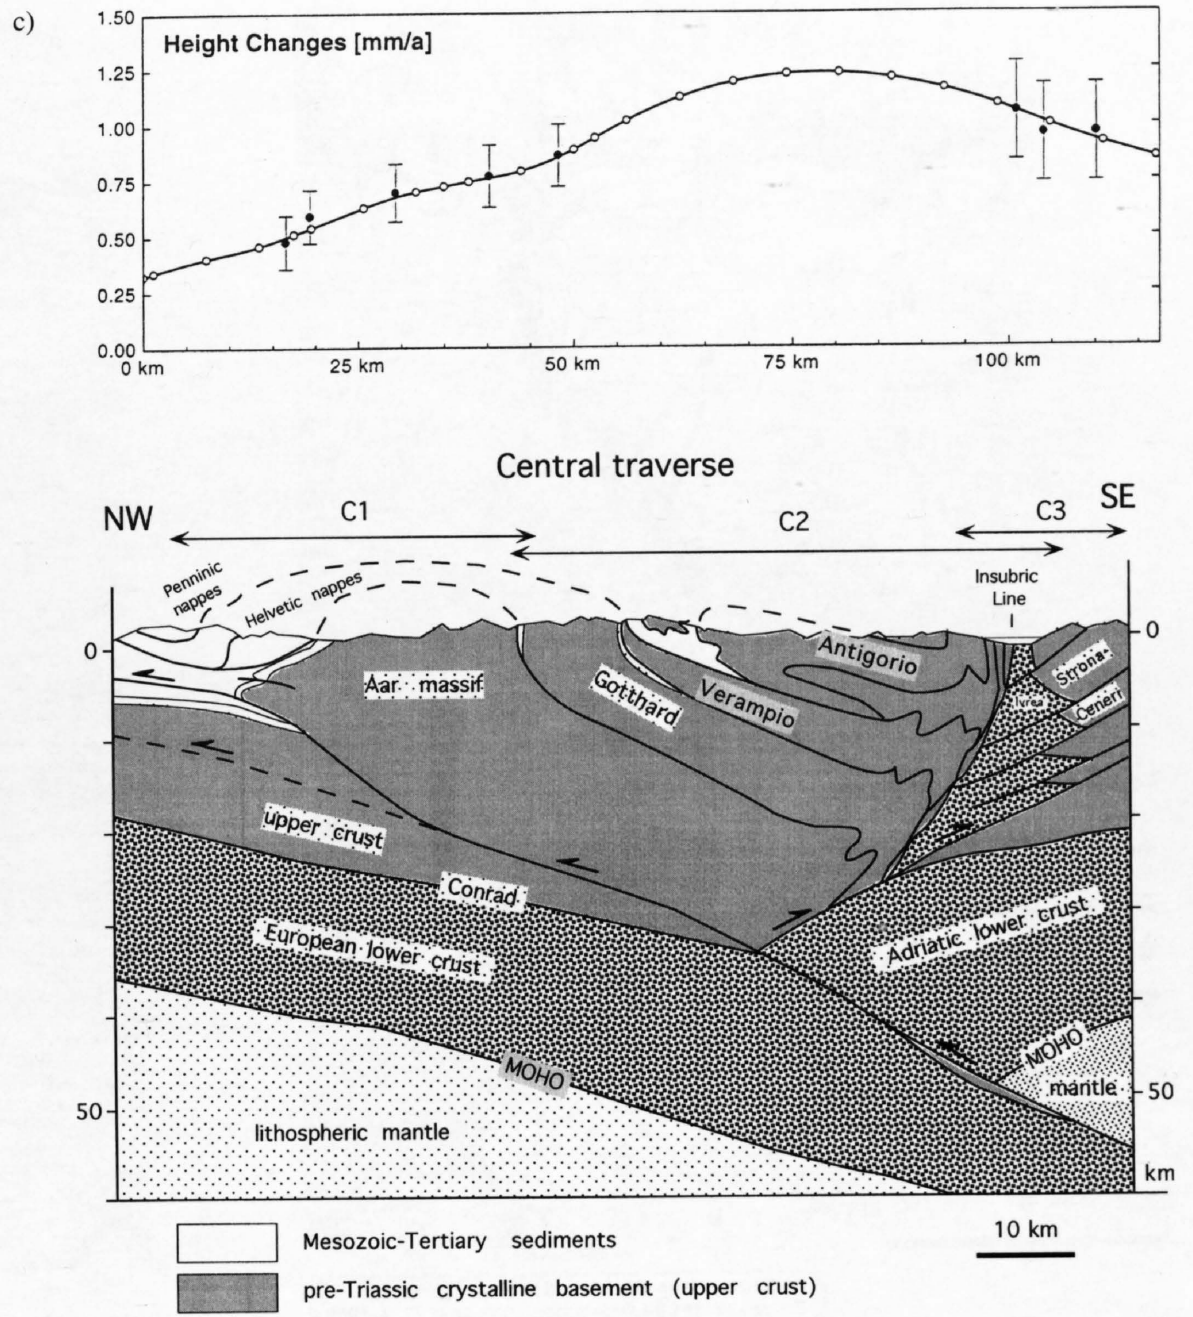 c)
Height Changes [mm/a]
1.50
1.25
1.00
0.75
0.50
0.25
0.00
0 km
25 km
50 km
75 km
100 km
Central traverse
NW
C1
C2
C3
SE
Penninic
nappes
Helvetic nappes
Insubric
Line
0
0
Aar massif
Gotthard
Verampio
Antigorio
Ivrea
Strona-
Ceneri
upper crust
Conrad
European lower crust
Adriatic lower crust
MOHO
MOHO
mantle
50
50
lithospheric mantle
km
10 km
Mesozoic-Tertiary sediments
pre-Triassic crystalline basement (upper crust)